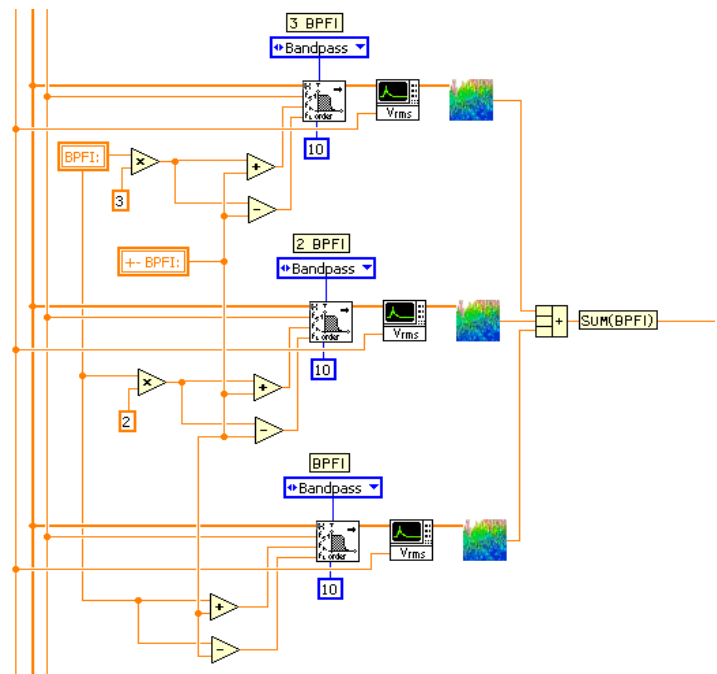 3 BPFI
Bandpass
Vrms
10
BPFI:
x
+
3
-
+- BPFI:
2 BPFI
Bandpass
Vrms
+
SUM(BPFI)
10
x
+
2
-
BPFI
Bandpass
Vrms
10
+
-